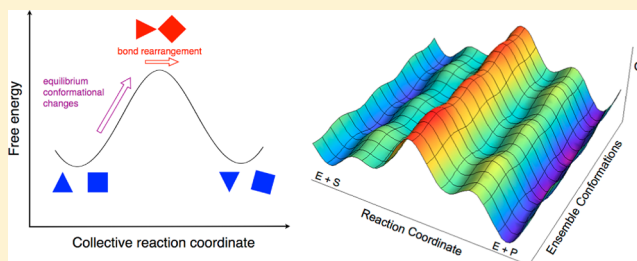 bond rearrangement
equilibrium
conformational
changes
Free energy
Collective reaction coordinate
E + S
Reaction Coordinate
E + P
Ensemble Conformations